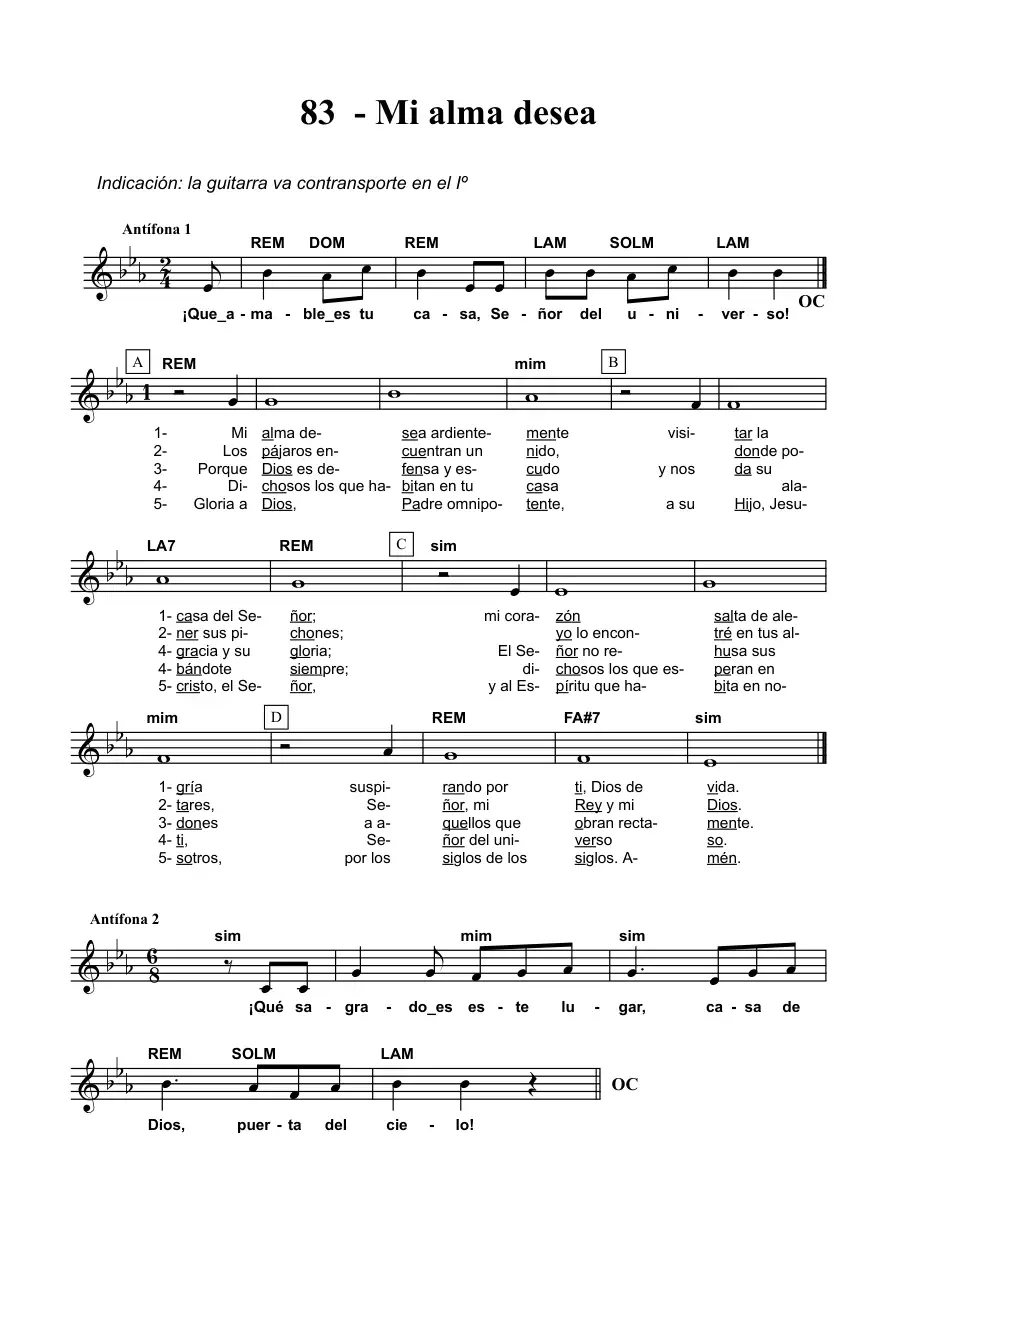 83 - Mi alma desea
Indicación: la guitarra va contransporte en el Iº
Antífona 1
REM DOM REM LAM SOLM LAM
2
4
¡Que_a - ma - ble_es tu ca - sa, Se - ñor del u - ni - ver - so!
OC
A REM mim B
1
1- Mi alma de- sea ardiente- mente visi- tar la
2- Los pájaros en- cuentran un nido, donde po-
3- Porque Dios es de- fensa y es- cudo y nos da su
4- Di- chosos los que ha- bitan en tu casa ala-
5- Gloria a Dios, Padre omnipo- tente, a su Hijo, Jesu-
LA7 REM C sim
1- casa del Se- ñor; mi cora- zón salta de ale-
2- ner sus pi- chones; yo lo encon- tré en tus al-
4- gracia y su gloria; El Se- ñor no re- husa sus
4- bándote siempre; di- chosos los que es- peran en
5- cristo, el Se- ñor, y al Es- píritu que ha- bita en no-
mim D REM FA#7 sim
1- gría suspi- rando por ti, Dios de vida.
2- tares, Se- ñor, mi Rey y mi Dios.
3- dones a a- quellos que obran recta- mente.
4- ti, Se- ñor del uni- verso so.
5- sotros, por los siglos de los siglos. A- mén.
Antífona 2
sim mim sim
6
8
¡Qué sa - gra - do_es es - te lu - gar, ca - sa de
REM SOLM LAM
OC
Dios, puer - ta del cie - lo!